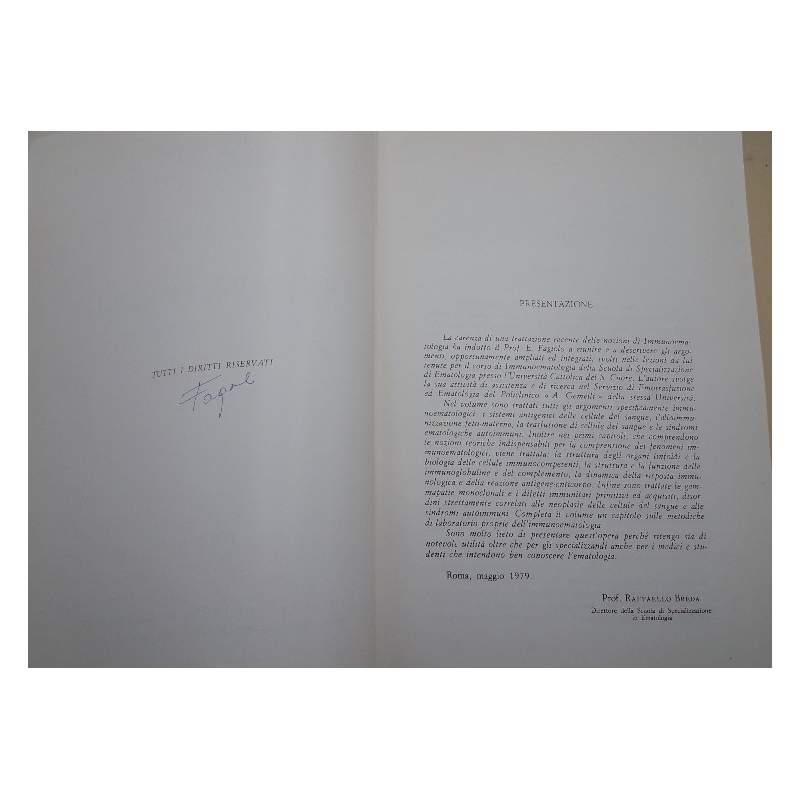 TUTTI I DIRITTI RISERVATI
PRESENTAZIONE
La carenza di una trattazione recente delle nozioni di Immunoema-
tologia ha indotto il Prof. E. Fagiolo a riunire e a descrivere gli argo-
menti, opportunamente ampliati ed integrati, svolti nelle lezioni da lui
tenute per il corso di Immunoematologia della Scuola di Specializzazione
di Ematologia presso l'Università Cattolica del S. Cuore. L'autore svolge
la sua attività di assistenza e di ricerca nel Servizio di Emotrasfusione
ed Ematologia del Policlinico « A. Gemelli » della stessa Università.
Nel volume sono trattati tutti gli argomenti specificamente immu-
noematologici: i sistemi antigenici delle cellule del sangue, l'alloimmu-
nizzazione feto-materna, la trasfusione di cellule del sangue e le sindromi
ematologiche autoimmuni. Inoltre nei primi capitoli, che comprendono
le nozioni teoriche indispensabili per la comprensione dei fenomeni im-
munoematologici, viene trattata: la struttura degli organi linfoidi e la
biologia delle cellule immunocompetenti, la struttura e la funzione delle
immunoglobuline e del complemento, la dinamica della risposta immu-
nologica e della reazione antigene-anticorpo. Infine sono trattate le gam-
mapatie monoclonali e i difetti immunitari primitivi ed acquisiti, disor-
dini strettamente correlati alle neoplasie delle cellule del sangue e alle
sindromi autoimmuni. Completa il volume un capitolo sulle metodiche
di laboratorio proprie dell'immunoematologia.
Sono molto lieto di presentare quest'opera perché ritengo sia di
notevole utilità oltre che per gli specializzandi anche per i medici e stu-
denti che intendono ben conoscere l'ematologia.
Roma, maggio 1979.
Prof. RAFFAELLO BREDA
Direttore della Scuola di Specializzazione
in Ematologia